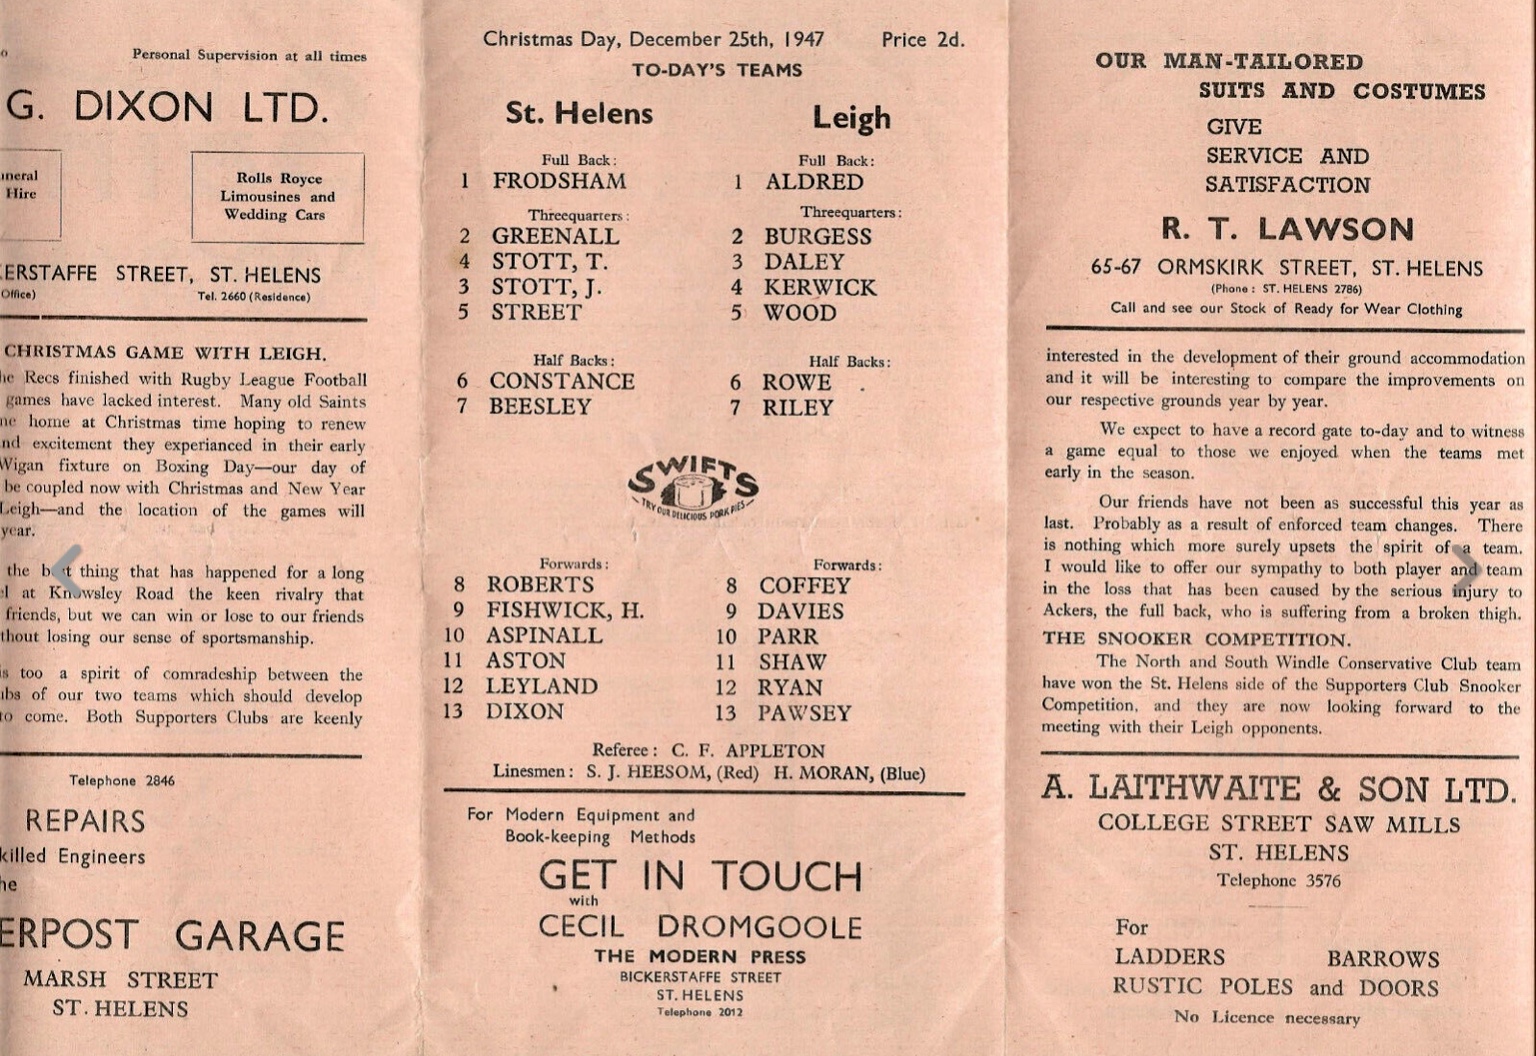 Personal Supervision at all times
G. DIXON LTD.
Hire
Rolls Royce
Limousines and
Wedding Cars
ERSTAFFE STREET, ST. HELENS
Office)
Tel. 2660 (Residence)
CHRISTMAS GAME WITH LEIGH.
Recs finished with Rugby League Football
games have lacked interest. Many old Saints
home at Christmas time hoping to renew
excitement they experianced in their early
Wigan fixture on Boxing Day—our day of
be coupled now with Christmas and New Year
Leigh—and the location of the games will
year.
the thing that has happened for a long
at Knowsley Road the keen rivalry that
friends, but we can win or lose to our friends
thout losing our sense of sportsmanship.
too a spirit of comradeship between the
of our two teams which should develop
to come. Both Supporters Clubs are keenly
Telephone 2846
REPAIRS
killed Engineers
ERPOST GARAGE
MARSH STREET
ST. HELENS
Christmas Day, December 25th, 1947 Price 2d.
TO-DAY'S TEAMS
St. Helens Leigh
Full Back: Full Back:
1 FRODSHAM 1 ALDRED
Threequarters: Threequarters:
2 GREENALL 2 BURGESS
4 STOTT, T. 3 DALEY
3 STOTT, J. 4 KERWICK
5 STREET 5 WOOD
Half Backs: Half Backs:
6 CONSTANCE 6 ROWE
7 BEESLEY 7 RILEY
SWIFTS
TRY OUR DELICIOUS PORK PIES
Forwards: Forwards:
8 ROBERTS 8 COFFEY
9 FISHWICK, H. 9 DAVIES
10 ASPINALL 10 PARR
11 ASTON 11 SHAW
12 LEYLAND 12 RYAN
13 DIXON 13 PAWSEY
Referee: C. F. APPLETON
Linesmen: S. J. HEESOM, (Red) H. MORAN, (Blue)
For Modern Equipment and
Book-keeping Methods
GET IN TOUCH
with
CECIL DROMGOOLE
THE MODERN PRESS
BICKERSTAFFE STREET
ST. HELENS
Telephone 2012
OUR MAN-TAILORED
SUITS AND COSTUMES
GIVE
SERVICE AND
SATISFACTION
R. T. LAWSON
65-67 ORMSKIRK STREET, ST. HELENS
(Phone: ST. HELENS 2786)
Call and see our Stock of Ready for Wear Clothing
interested in the development of their ground accommodation
and it will be interesting to compare the improvements on
our respective grounds year by year.
We expect to have a record gate to-day and to witness
a game equal to those we enjoyed when the teams met
early in the season.
Our friends have not been as successful this year as
last. Probably as a result of enforced team changes. There
is nothing which more surely upsets the spirit of a team.
I would like to offer our sympathy to both player and team
in the loss that has been caused by the serious injury to
Ackers, the full back, who is suffering from a broken thigh.
THE SNOOKER COMPETITION.
The North and South Windle Conservative Club team
have won the St. Helens side of the Supporters Club Snooker
Competition, and they are now looking forward to the
meeting with their Leigh opponents.
A. LAITHWAITE & SON LTD.
COLLEGE STREET SAW MILLS
ST. HELENS
Telephone 3576
For
LADDERS BARROWS
RUSTIC POLES and DOORS
No Licence necessary